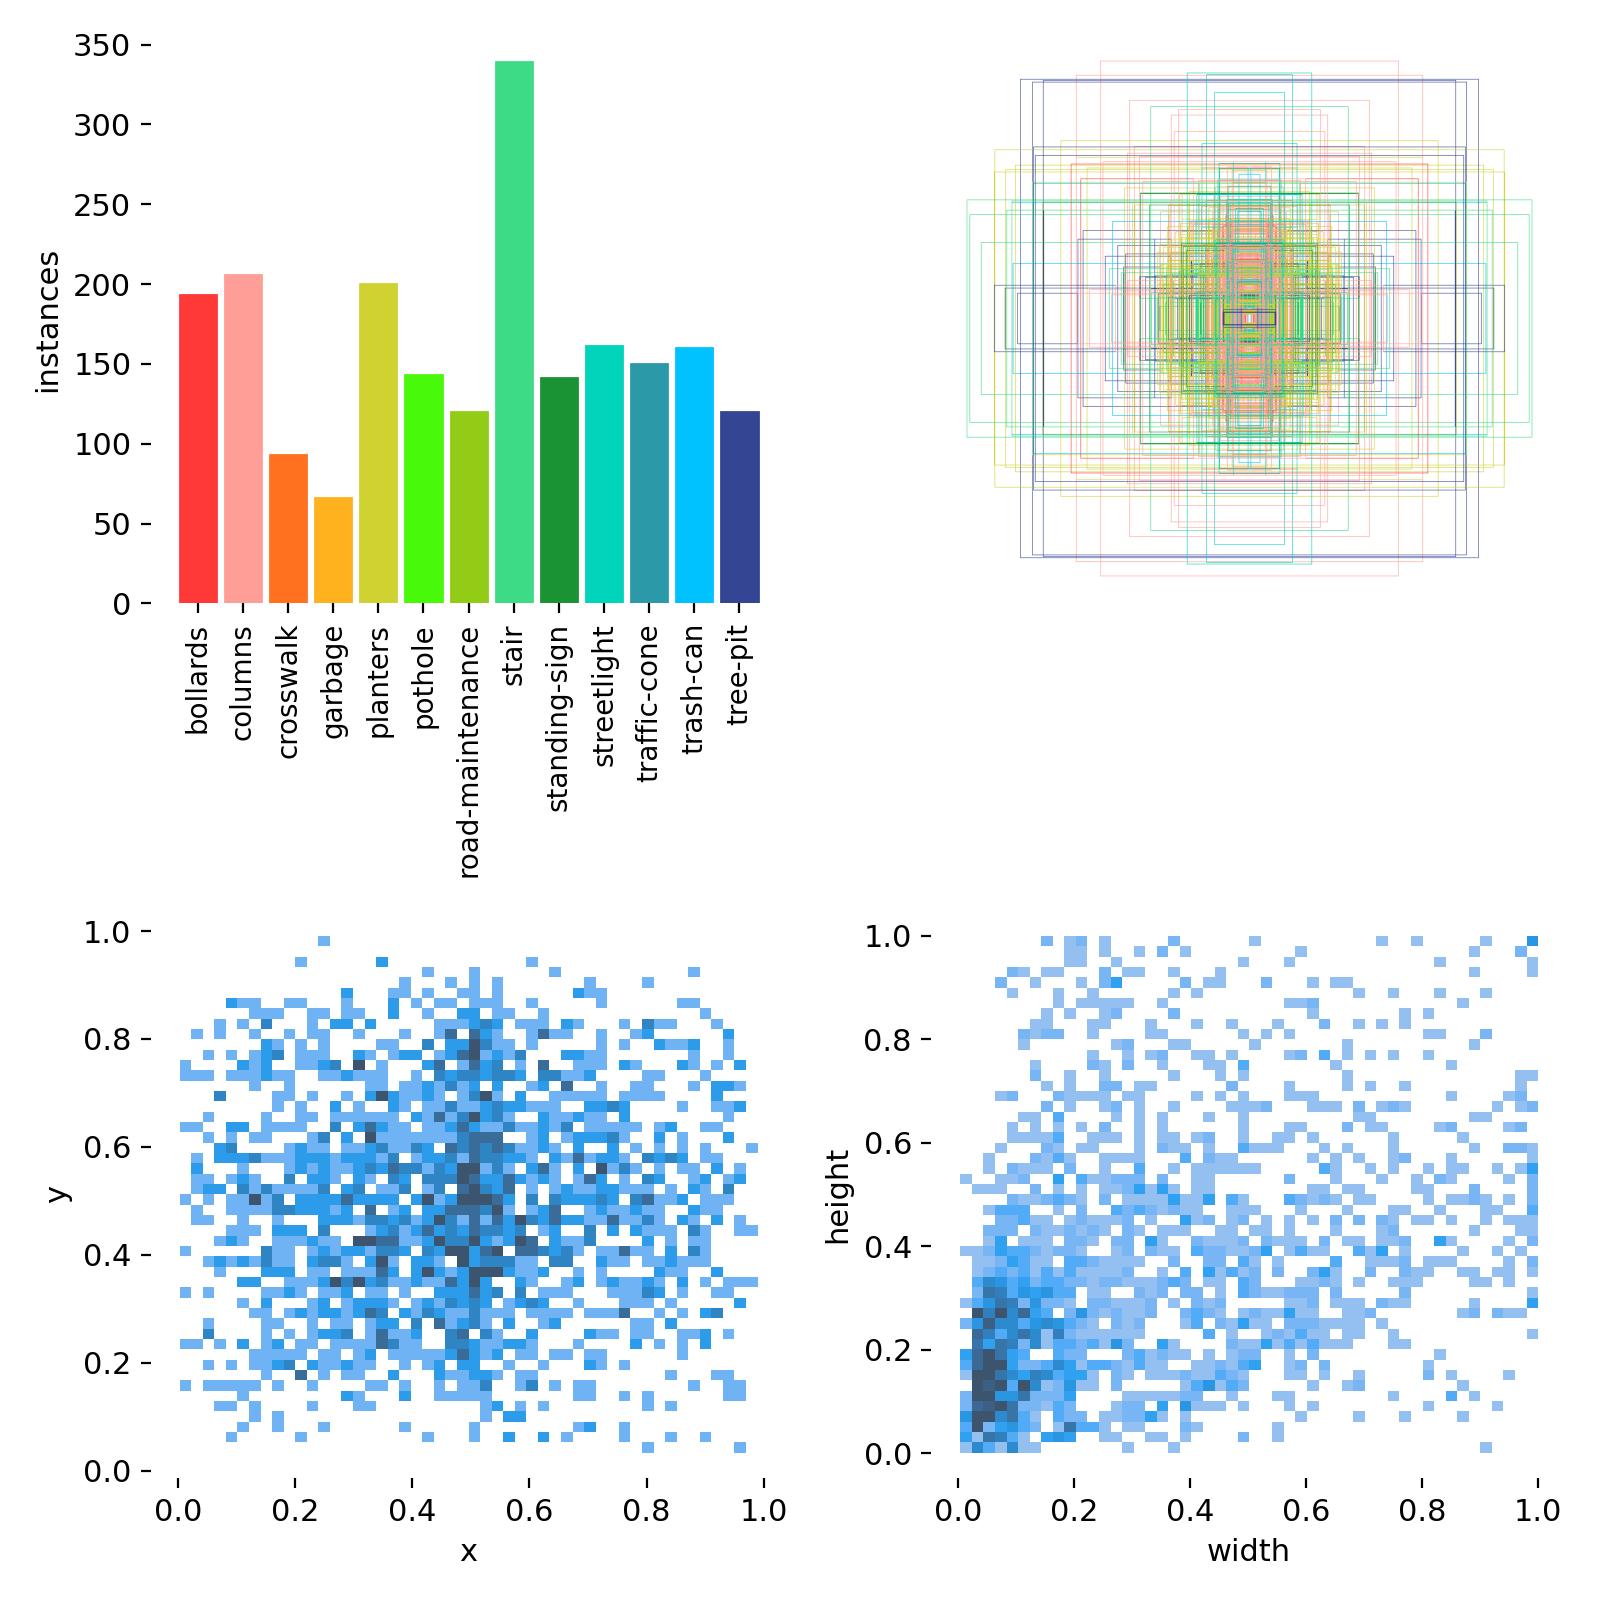 350
300
250
200
150
100
50
0
instances
bollards
columns
crosswalk
garbage
planters
pothole
road-maintenance
stair
standing-sign
streetlight
traffic-cone
trash-can
tree-pit
1.0
0.8
0.6
0.4
0.2
0.0
y
0.0 0.2 0.4 0.6 0.8 1.0
x
1.0
0.8
0.6
0.4
0.2
0.0
height
0.0 0.2 0.4 0.6 0.8 1.0
width